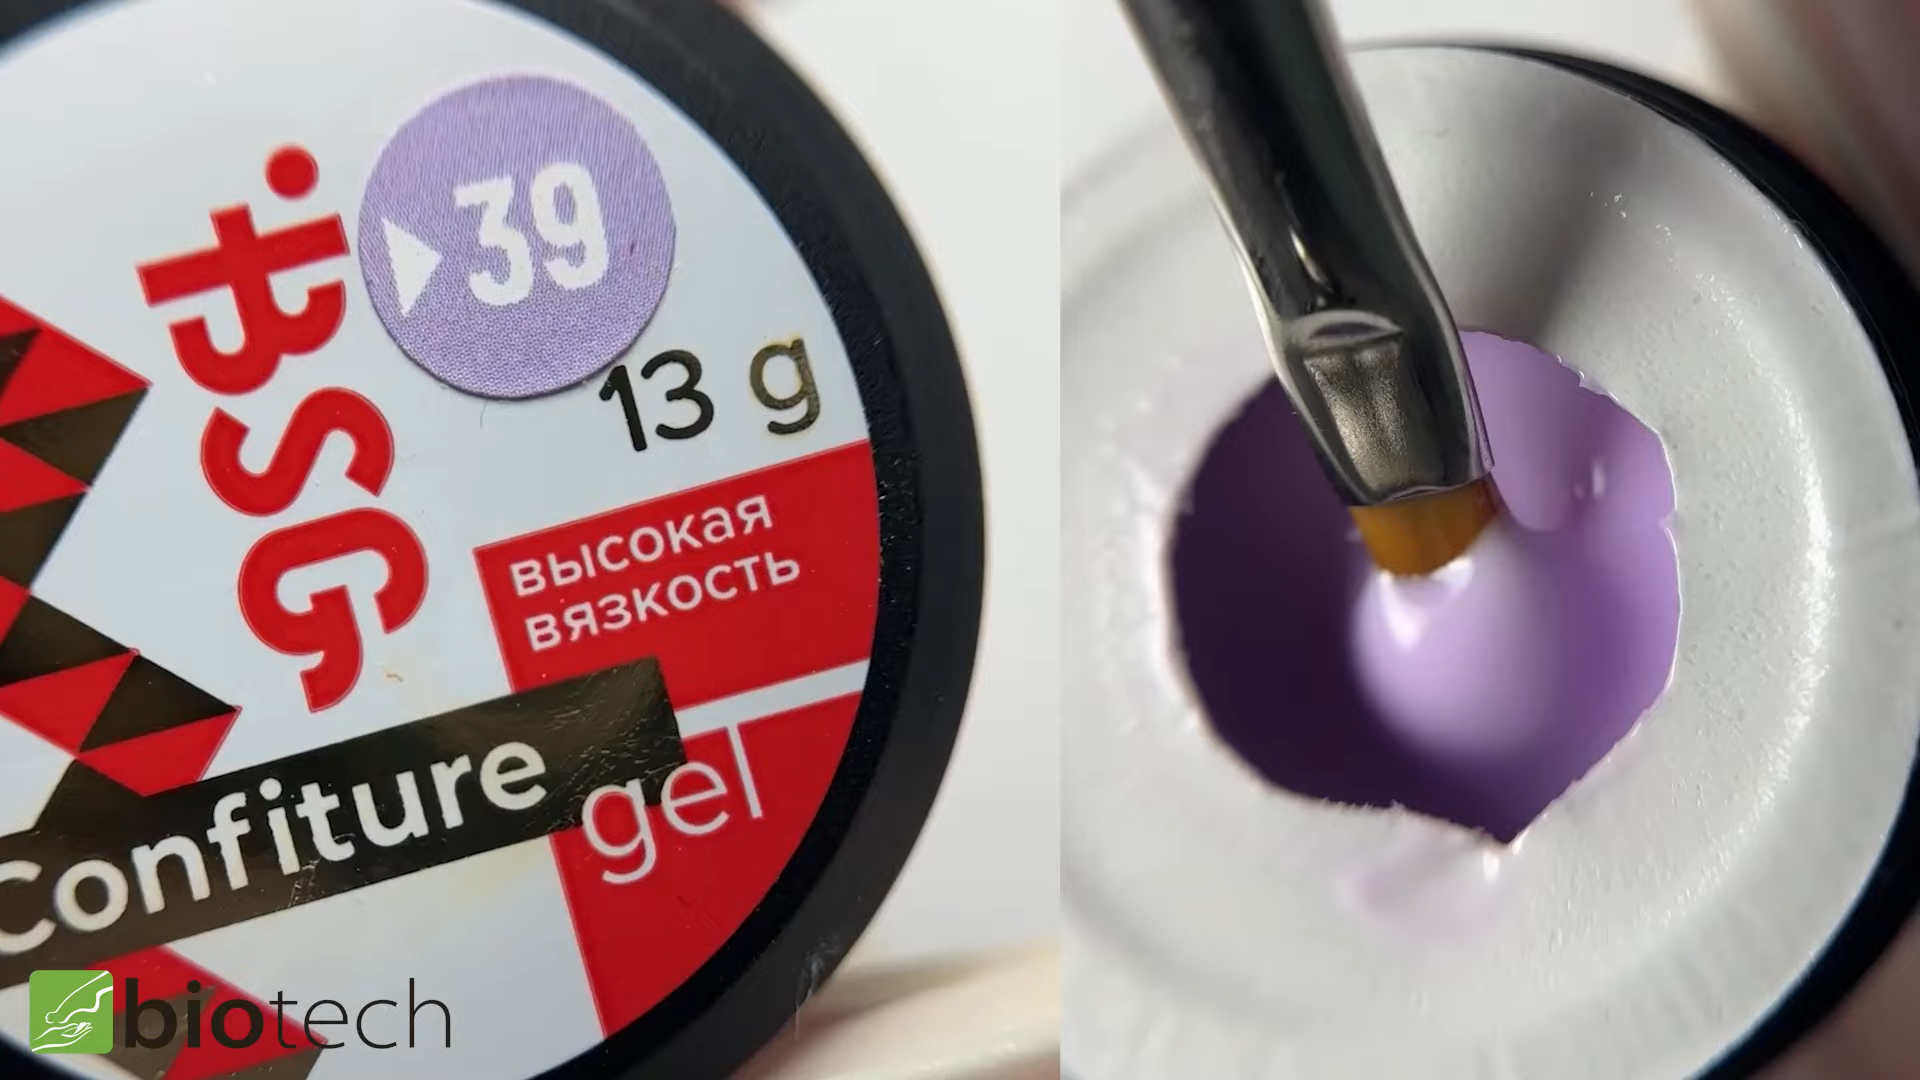 39
13 g
BSG
высокая
вязкость
Confiture
gel
biotech